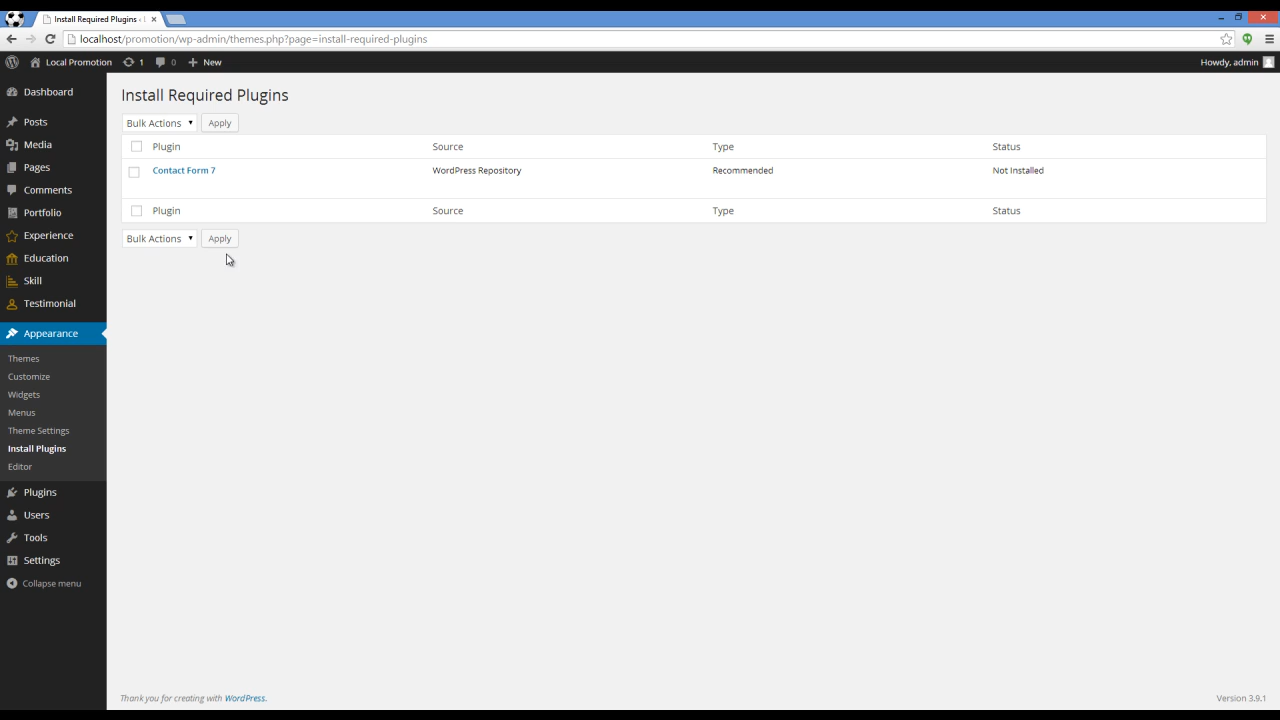 Install Required Plugins ‹ L
localhost/promotion/wp-admin/themes.php?page=install-required-plugins
Local Promotion 1 0 New Howdy, admin
Dashboard
Posts
Media
Pages
Comments
Portfolio
Experience
Education
Skill
Testimonial
Appearance
Themes
Customize
Widgets
Menus
Theme Settings
Install Plugins
Editor
Plugins
Users
Tools
Settings
Collapse menu
Install Required Plugins
Bulk Actions Apply
Plugin Source Type Status
Contact Form 7 WordPress Repository Recommended Not Installed
Plugin Source Type Status
Bulk Actions Apply
Thank you for creating with WordPress. Version 3.9.1